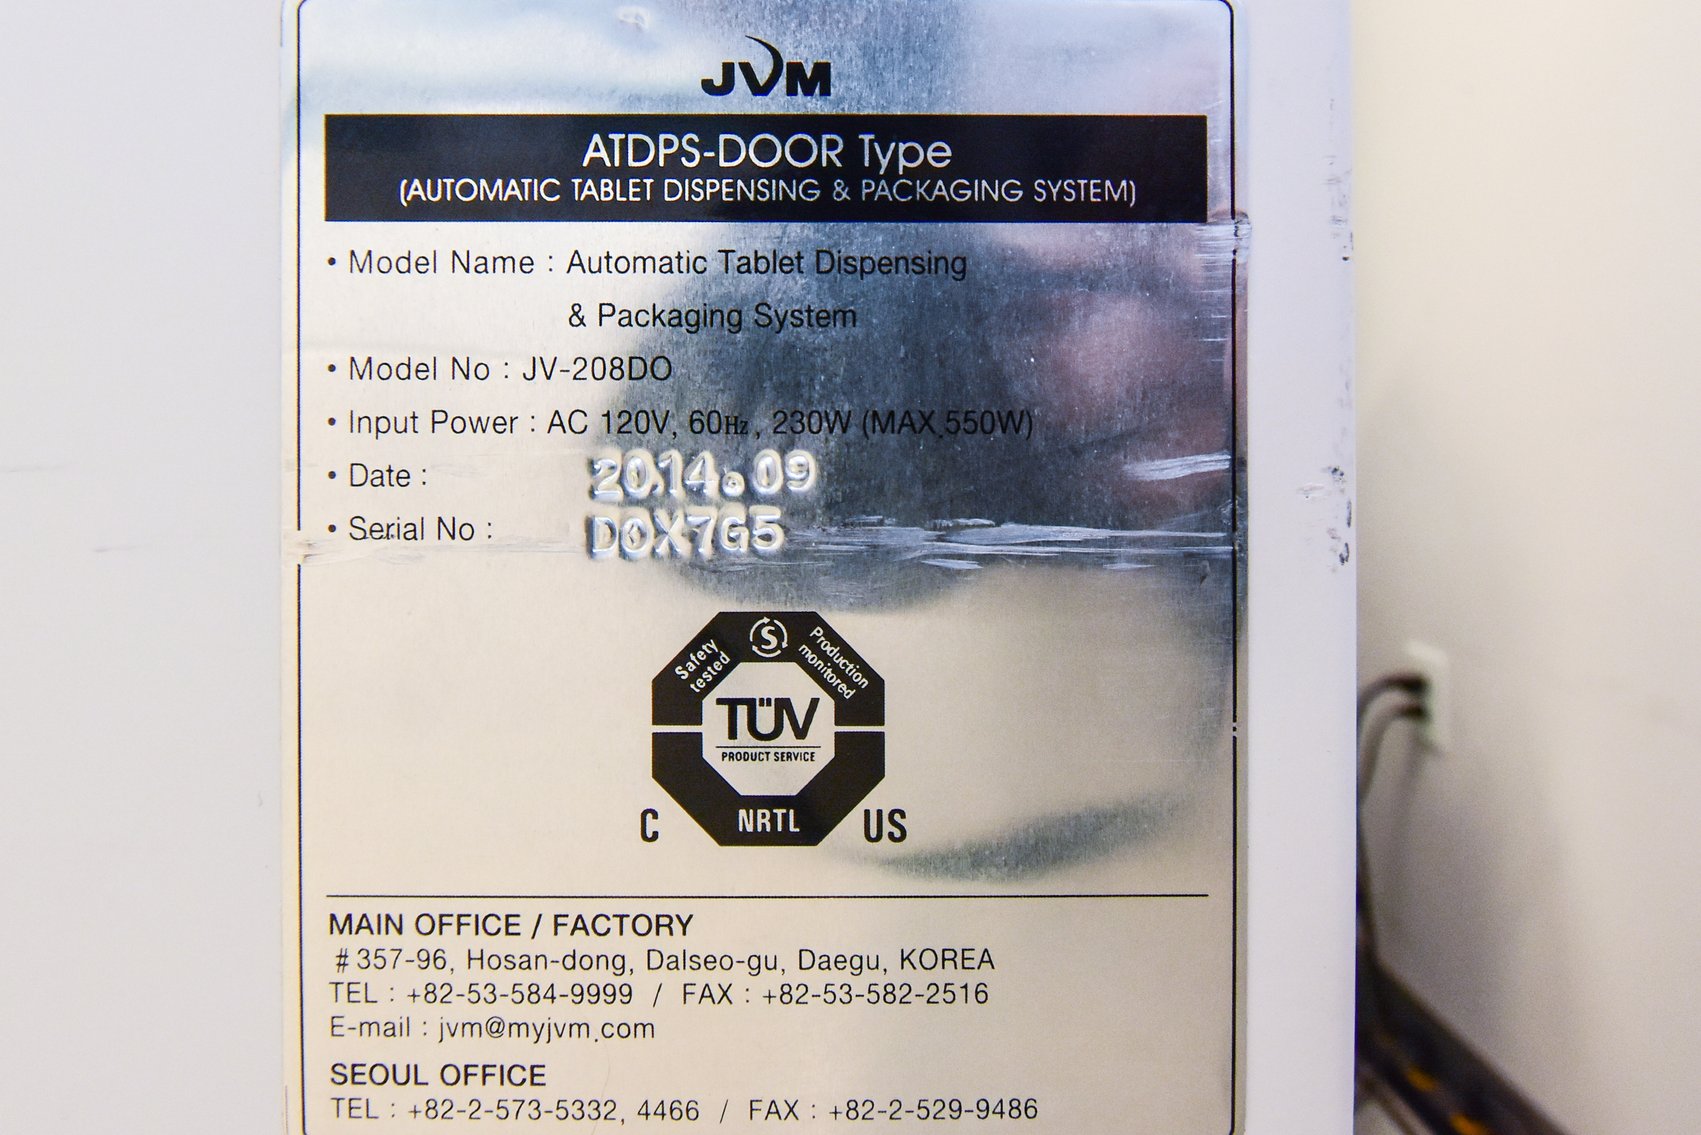 JVM
ATDPS-DOOR Type
(AUTOMATIC TABLET DISPENSING & PACKAGING SYSTEM)
• Model Name : Automatic Tablet Dispensing
& Packaging System
• Model No : JV-208DO
• Input Power : AC 120V, 60Hz, 230W (MAX.550W)
• Date : 2014.09
• Serial No : D0X7G5
Safety tested
S
Production monitored
TÜV
PRODUCT SERVICE
C NRTL US
MAIN OFFICE / FACTORY
# 357-96, Hosan-dong, Dalseo-gu, Daegu, KOREA
TEL : +82-53-584-9999 / FAX : +82-53-582-2516
E-mail : jvm@myjvm.com
SEOUL OFFICE
TEL : +82-2-573-5332, 4466 / FAX : +82-2-529-9486